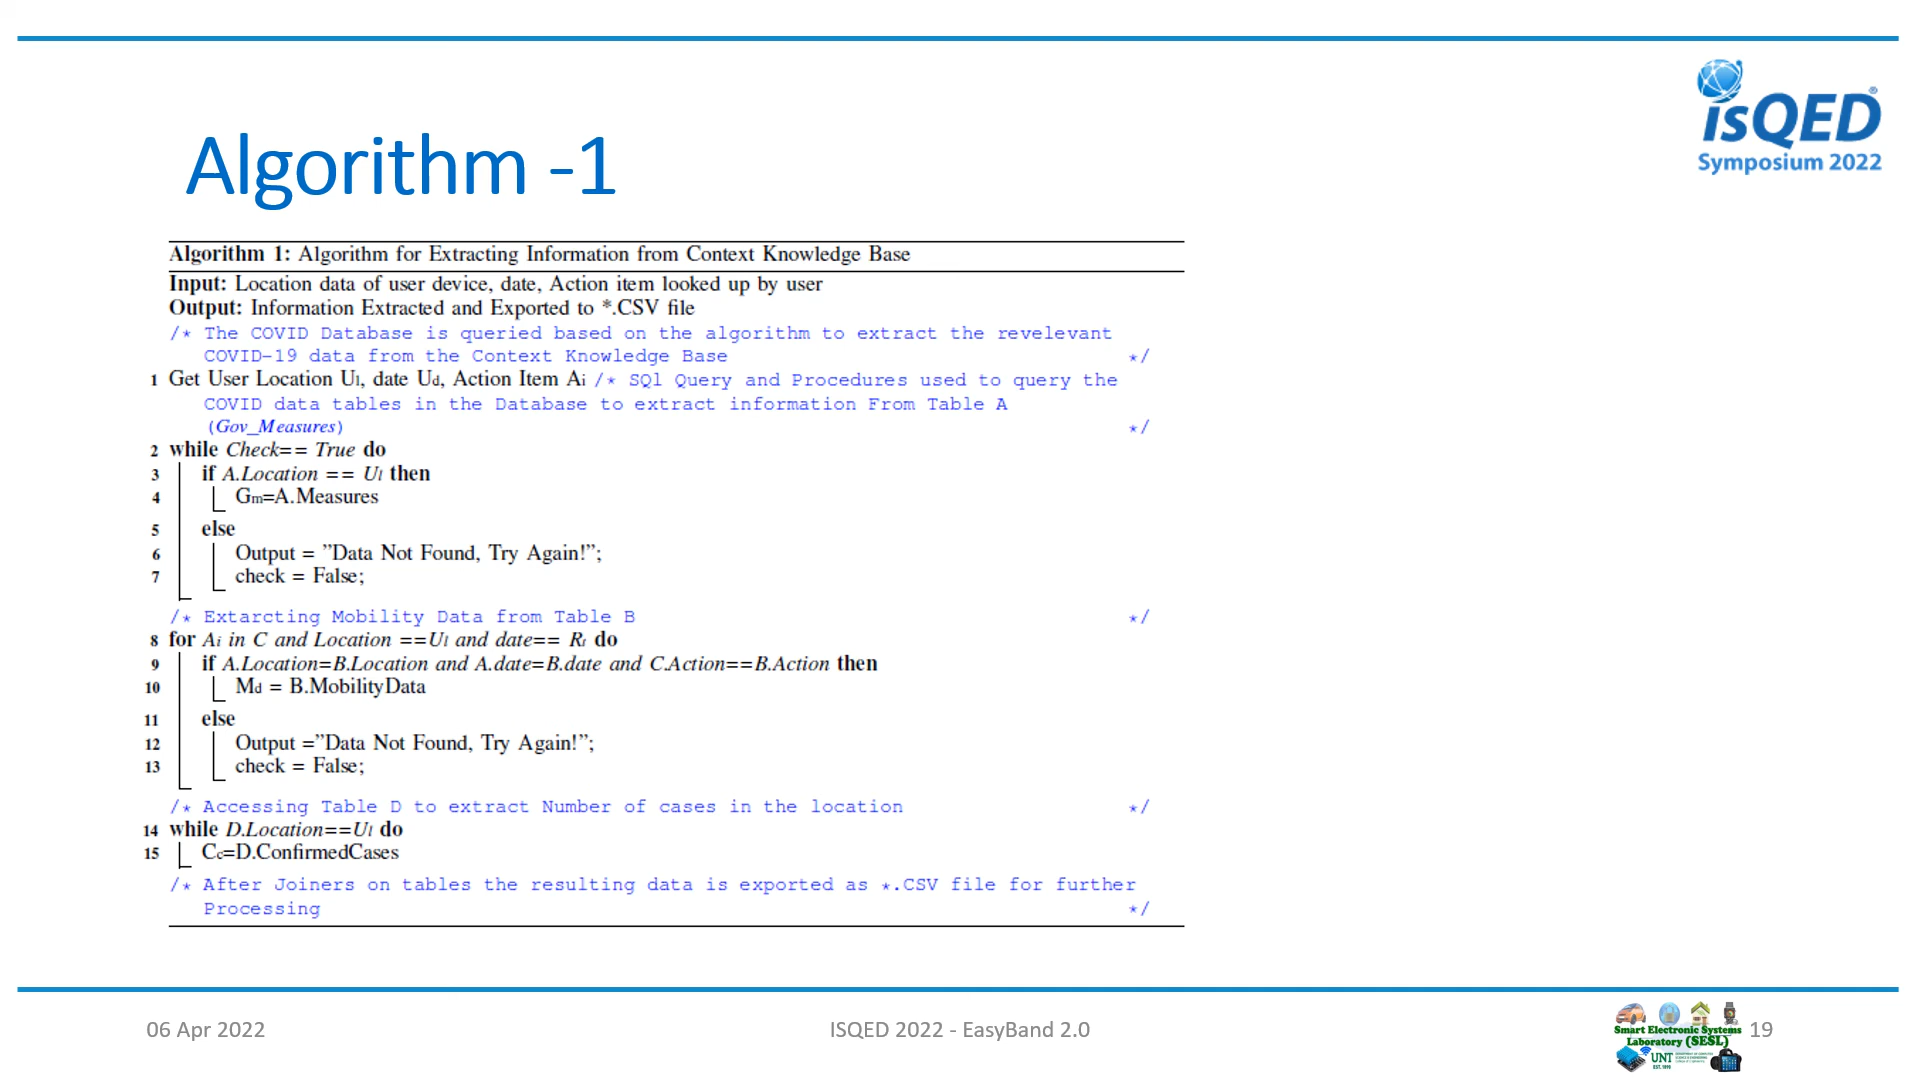 isQED®
Symposium 2022
Algorithm -1
Algorithm 1: Algorithm for Extracting Information from Context Knowledge Base
Input: Location data of user device, date, Action item looked up by user
Output: Information Extracted and Exported to *.CSV file
/* The COVID Database is queried based on the algorithm to extract the revelevant
COVID-19 data from the Context Knowledge Base */
1 Get User Location Ul, date Ud, Action Item Ai /* SQl Query and Procedures used to query the
COVID data tables in the Database to extract information From Table A
(Gov_Measures) */
2 while Check== True do
3 if A.Location == Ul then
4 Gm=A.Measures
5 else
6 Output = ”Data Not Found, Try Again!”;
7 check = False;
/* Extarcting Mobility Data from Table B */
8 for Ai in C and Location ==Ul and date== Rt do
9 if A.Location=B.Location and A.date=B.date and C.Action==B.Action then
10 Md = B.MobilityData
11 else
12 Output =”Data Not Found, Try Again!”;
13 check = False;
/* Accessing Table D to extract Number of cases in the location */
14 while D.Location==Ul do
15 Cc=D.ConfirmedCases
/* After Joiners on tables the resulting data is exported as *.CSV file for further
Processing */
06 Apr 2022
ISQED 2022 - EasyBand 2.0
Smart Electronic Systems
Laboratory (SESL)
UNT
EST. 1890
19